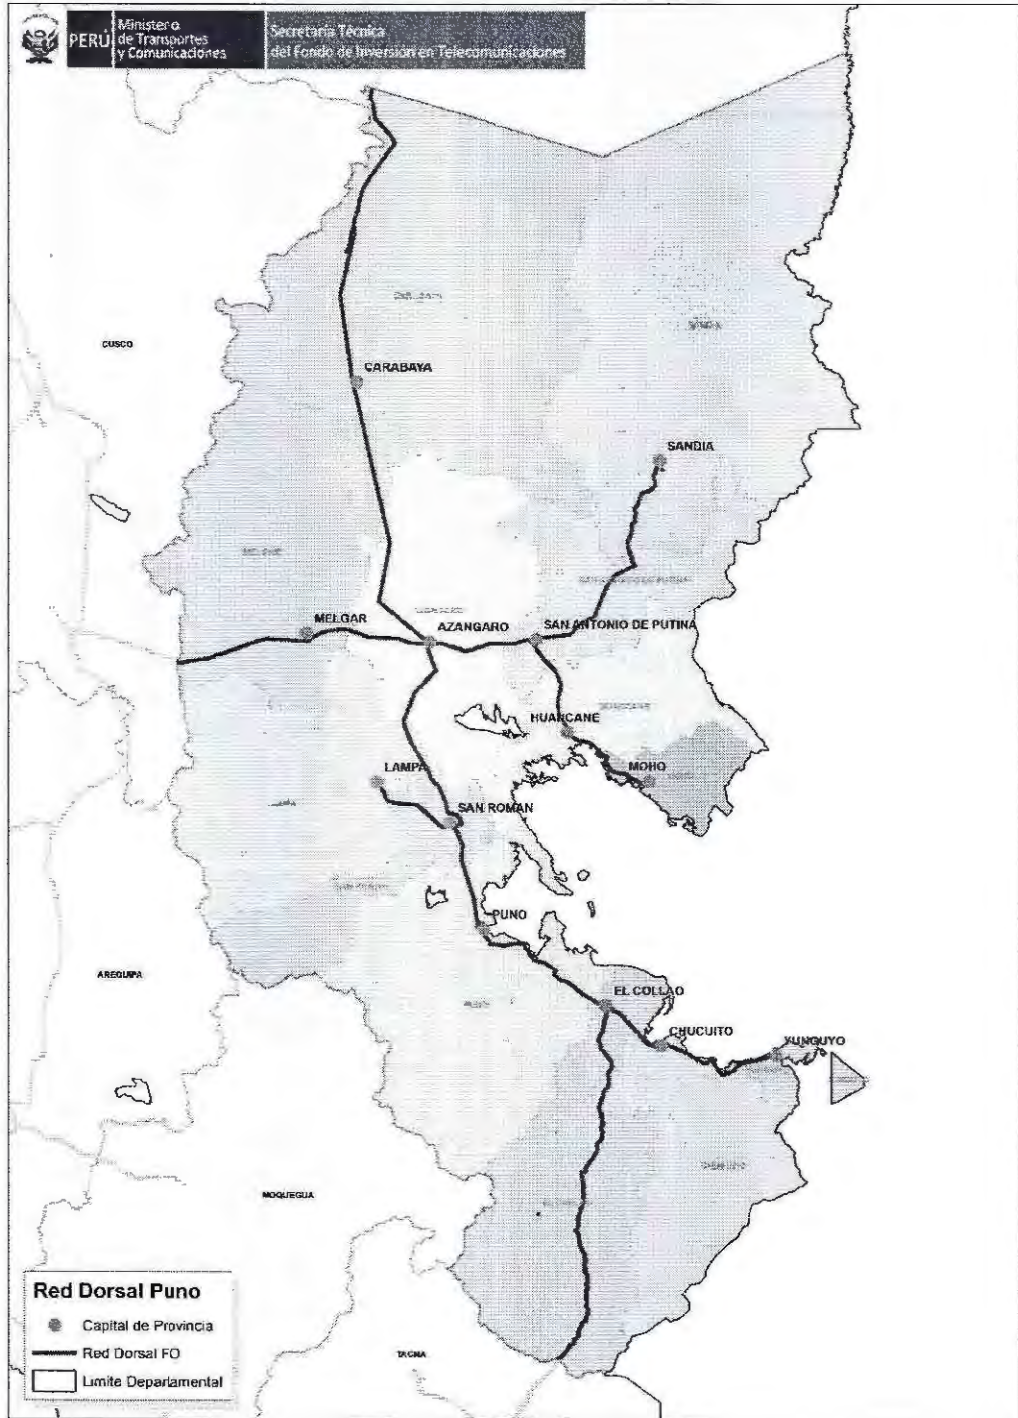 PERÚ
Ministerio
de Transportes
y Comunicaciones
Secretaría Técnica
del Fondo de Inversión en Telecomunicaciones
CUSCO
CARABAYA
SANDIA
MELGAR
AZANGARO
SAN ANTONIO DE PUTINA
HUANCANE
LAMPA
MOHO
SAN ROMAN
PUNO
AREQUIPA
EL COLLAO
CHUCUITO
YUNGUYO
MOQUEGUA
TACNA
Red Dorsal Puno
Capital de Provincia
Red Dorsal FO
Limite Departamental